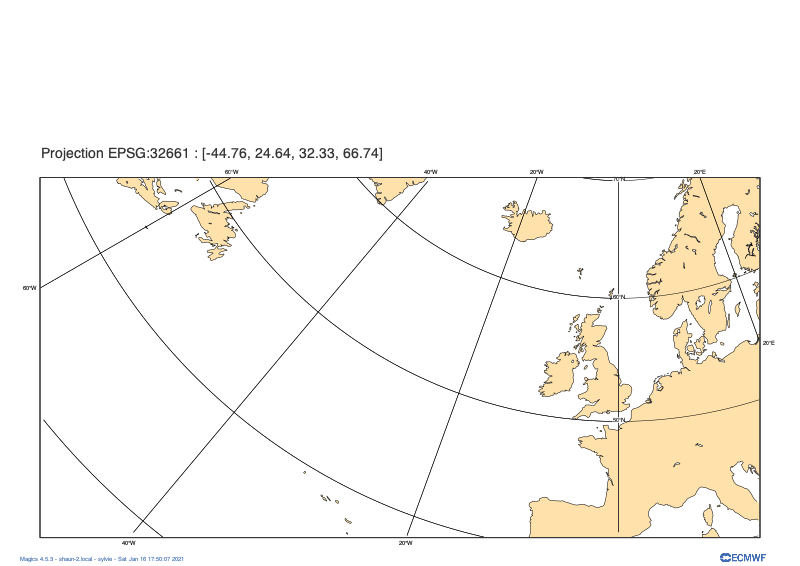 Projection EPSG:32661 : [-44.76, 24.64, 32.33, 66.74]
60°W 40°W 20°W 20°E
70°N
60°W
60°N
20°E
50°N
40°W 20°W
Magics 4.5.3 - shaun-2.local - sylvie - Sat Jan 16 17:50:07 2021
ECMWF